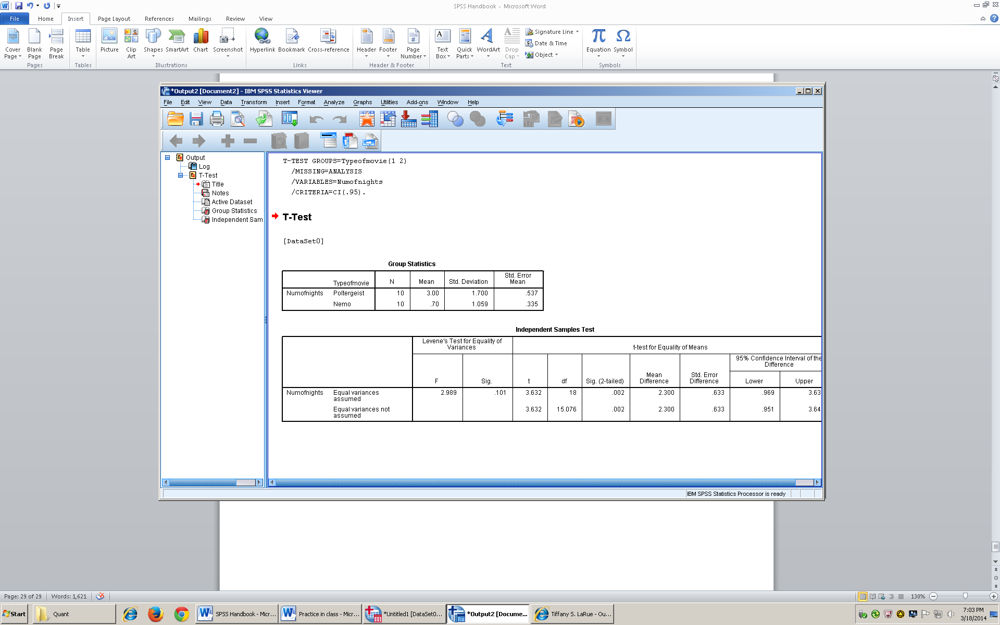 SPSS Handbook - Microsoft Word
File Home Insert Page Layout References Mailings Review View
Cover Page Blank Page Page Break Table Picture Clip Art Shapes SmartArt Chart Screenshot Hyperlink Bookmark Cross-reference Header Footer Page Number Text Box Quick Parts WordArt Drop Cap Signature Line Date & Time Object Equation Symbol
Pages Tables Illustrations Links Header & Footer Text Symbols
*Output2 [Document2] - IBM SPSS Statistics Viewer
File Edit View Data Transform Insert Format Analyze Graphs Utilities Add-ons Window Help
Output
Log
T-Test
Title
Notes
Active Dataset
Group Statistics
Independent Sam
T-TEST GROUPS=Typeofmovie(1 2)
/MISSING=ANALYSIS
/VARIABLES=Numofnights
/CRITERIA=CI(.95).
T-Test
[DataSet0]
Group Statistics
Typeofmovie N Mean Std. Deviation Std. Error Mean
Numofnights Poltergeist 10 3.00 1.700 .537
Nemo 10 .70 1.059 .335
Independent Samples Test
Levene's Test for Equality of Variances t-test for Equality of Means
95% Confidence Interval of the Difference
F Sig. t df Sig. (2-tailed) Mean Difference Std. Error Difference Lower Upper
Numofnights Equal variances assumed 2.989 .101 3.632 18 .002 2.300 .633 .969 3.63
Equal variances not assumed 3.632 15.076 .002 2.300 .633 .951 3.64
IBM SPSS Statistics Processor is ready
Page: 29 of 29 Words: 1,621 130%
Start Quant SPSS Handbook - Micr... Practice in class - Micr... *Untitled1 [DataSet0... *Output2 [Docume... Tiffany S. LaRue - Ou...
7:03 PM
3/18/2014